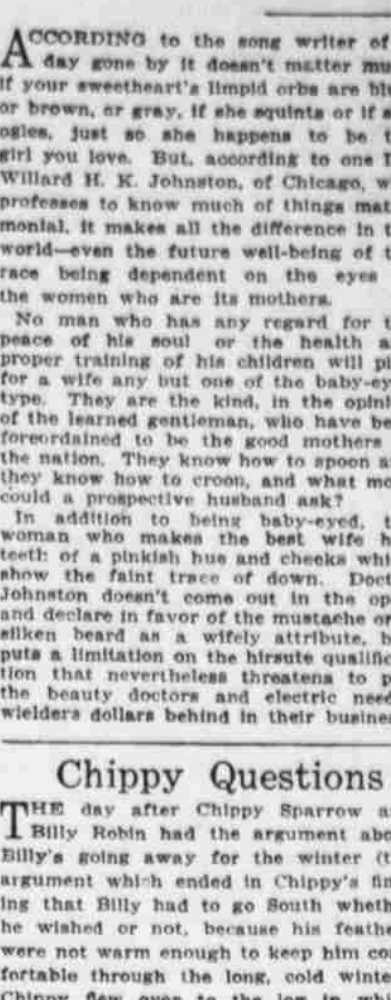 ACCORDING to the song writer of
day gone by it doesn't matter mu
if your sweetheart's limpid orbs are blu
or brown, or gray, if she squints or if s
ogles, just so she happens to be t
girl you love. But, according to one D
Willard H. K. Johnston, of Chicago, w
professes to know much of things mat
monial, it makes all the difference in t
world—even the future well-being of t
race being dependent on the eyes
the women who are its mothers.
No man who has any regard for t
peace of his soul or the health a
proper training of his children will pi
for a wife any but one of the baby-ey
type. They are the kind, in the opini
of the learned gentleman, who have be
foreordained to be the good mothers
the nation. They know how to spoon a
they know how to croon, and what mo
could a prospective husband ask?
In addition to being baby-eyed,
woman who makes the best wife h
teeth of a pinkish hue and cheeks whi
show the faint trace of down. Doct
Johnston doesn't come out in the op
and declare in favor of the mustache or
silken beard as a wifely attribute, b
puts a limitation on the hirsute qualific
tion that nevertheless threatens to p
the beauty doctors and electric need
wielders dollars behind in their busines
Chippy Questions
THE day after Chippy Sparrow a
Billy Robin had the argument abo
Billy's going away for the winter (t
argument which ended in Chippy's fin
ing that Billy had to go South wheth
he wished or not, because his feathe
were not warm enough to keep him co
fortable through the long, cold winte
Chippy flew over to the log in